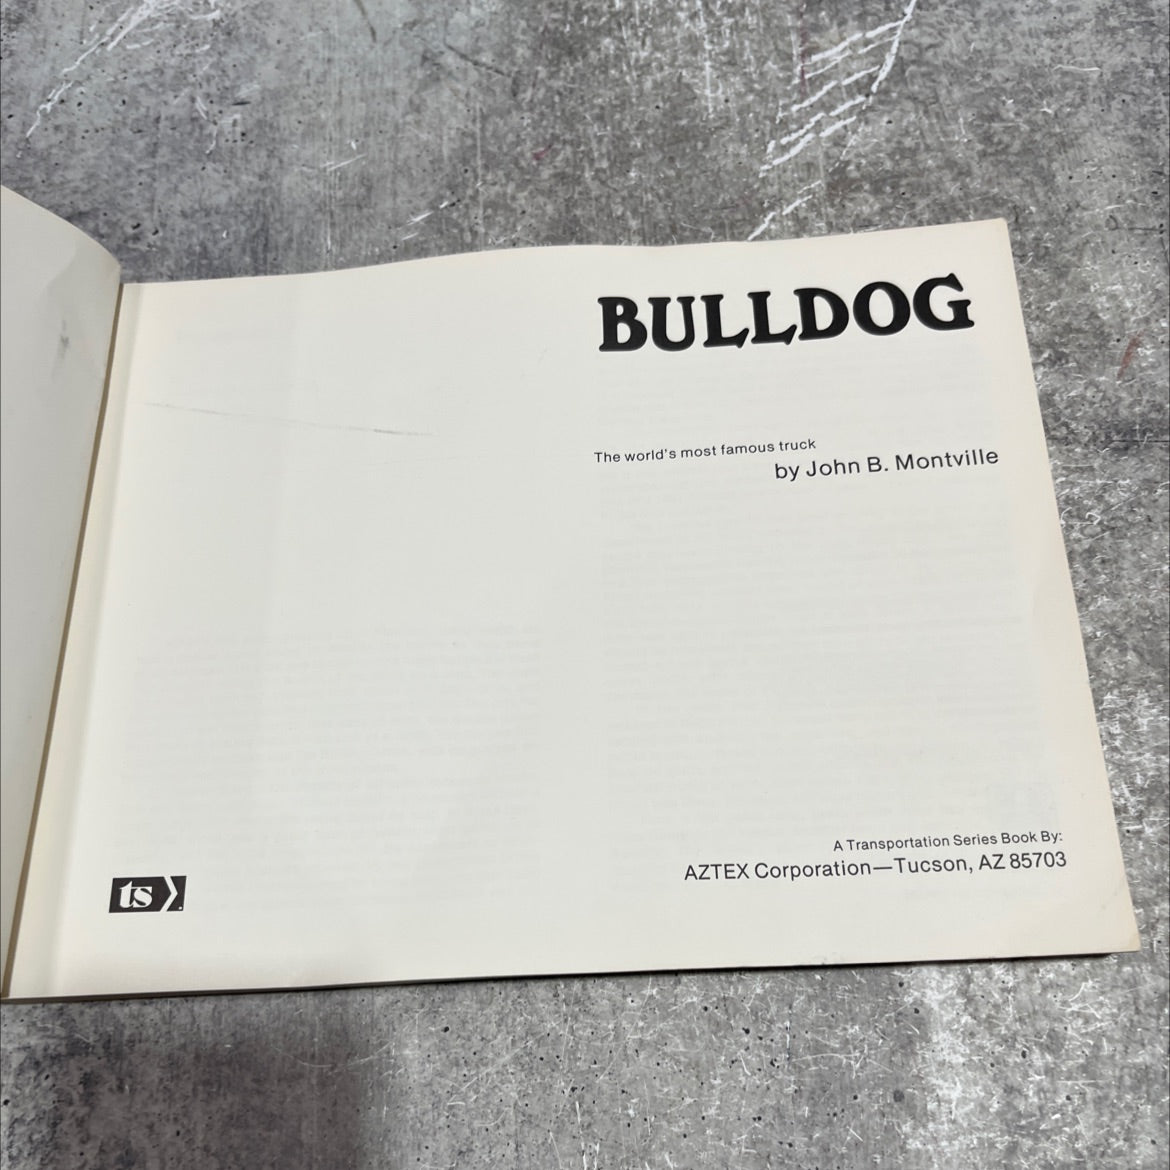 BULLDOG
The world's most famous truck
by John B. Montville
A Transportation Series Book By:
AZTEX Corporation—Tucson, AZ 85703
ts